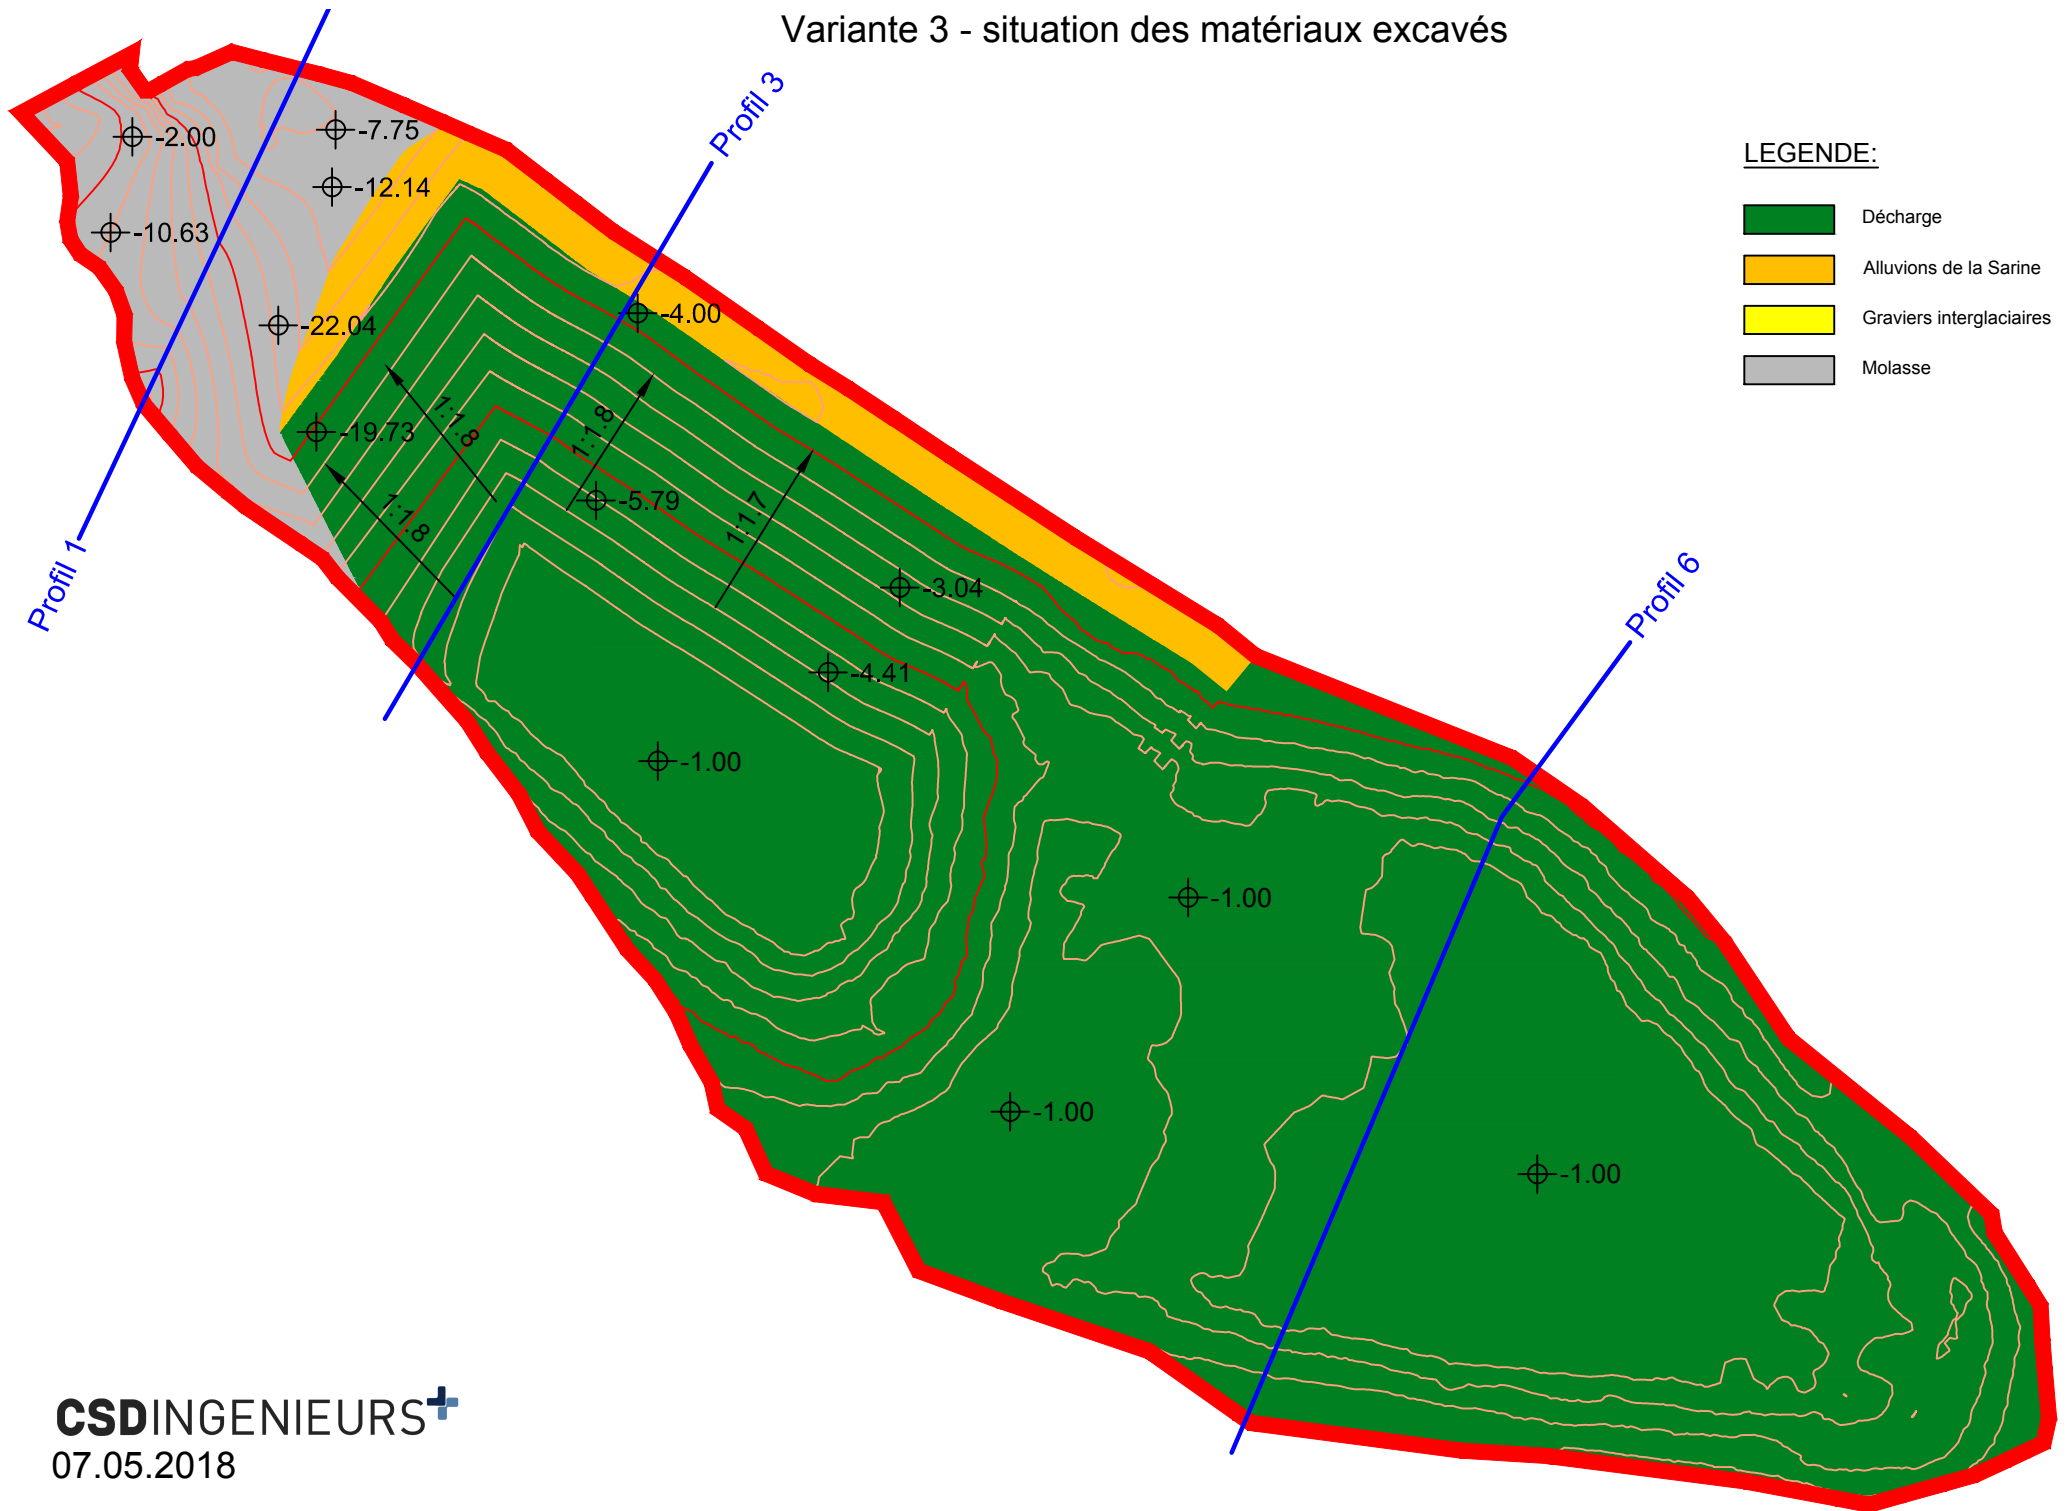 Variante 3 - situation des matériaux excavés
Profil 3
LEGENDE:
Décharge
Alluvions de la Sarine
Graviers interglaciaires
Molasse
-2.00
-7.75
-12.14
-10.63
-22.04
-4.00
-19.73
1:1.8
1:1.8
-5.79
1:1.8
1:1.7
Profil 1
-3.04
Profil 6
-4.41
-1.00
-1.00
-1.00
-1.00
CSDINGENIEURS
07.05.2018